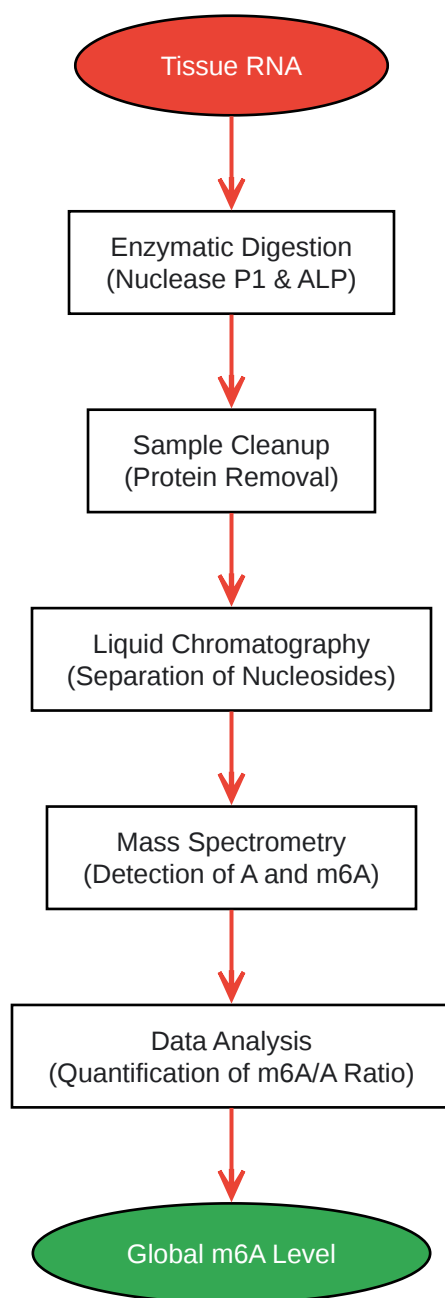 Tissue RNA
Enzymatic Digestion
(Nuclease P1 & ALP)
Sample Cleanup
(Protein Removal)
Liquid Chromatography
(Separation of Nucleosides)
Mass Spectrometry
(Detection of A and m6A)
Data Analysis
(Quantification of m6A/A Ratio)
Global m6A Level